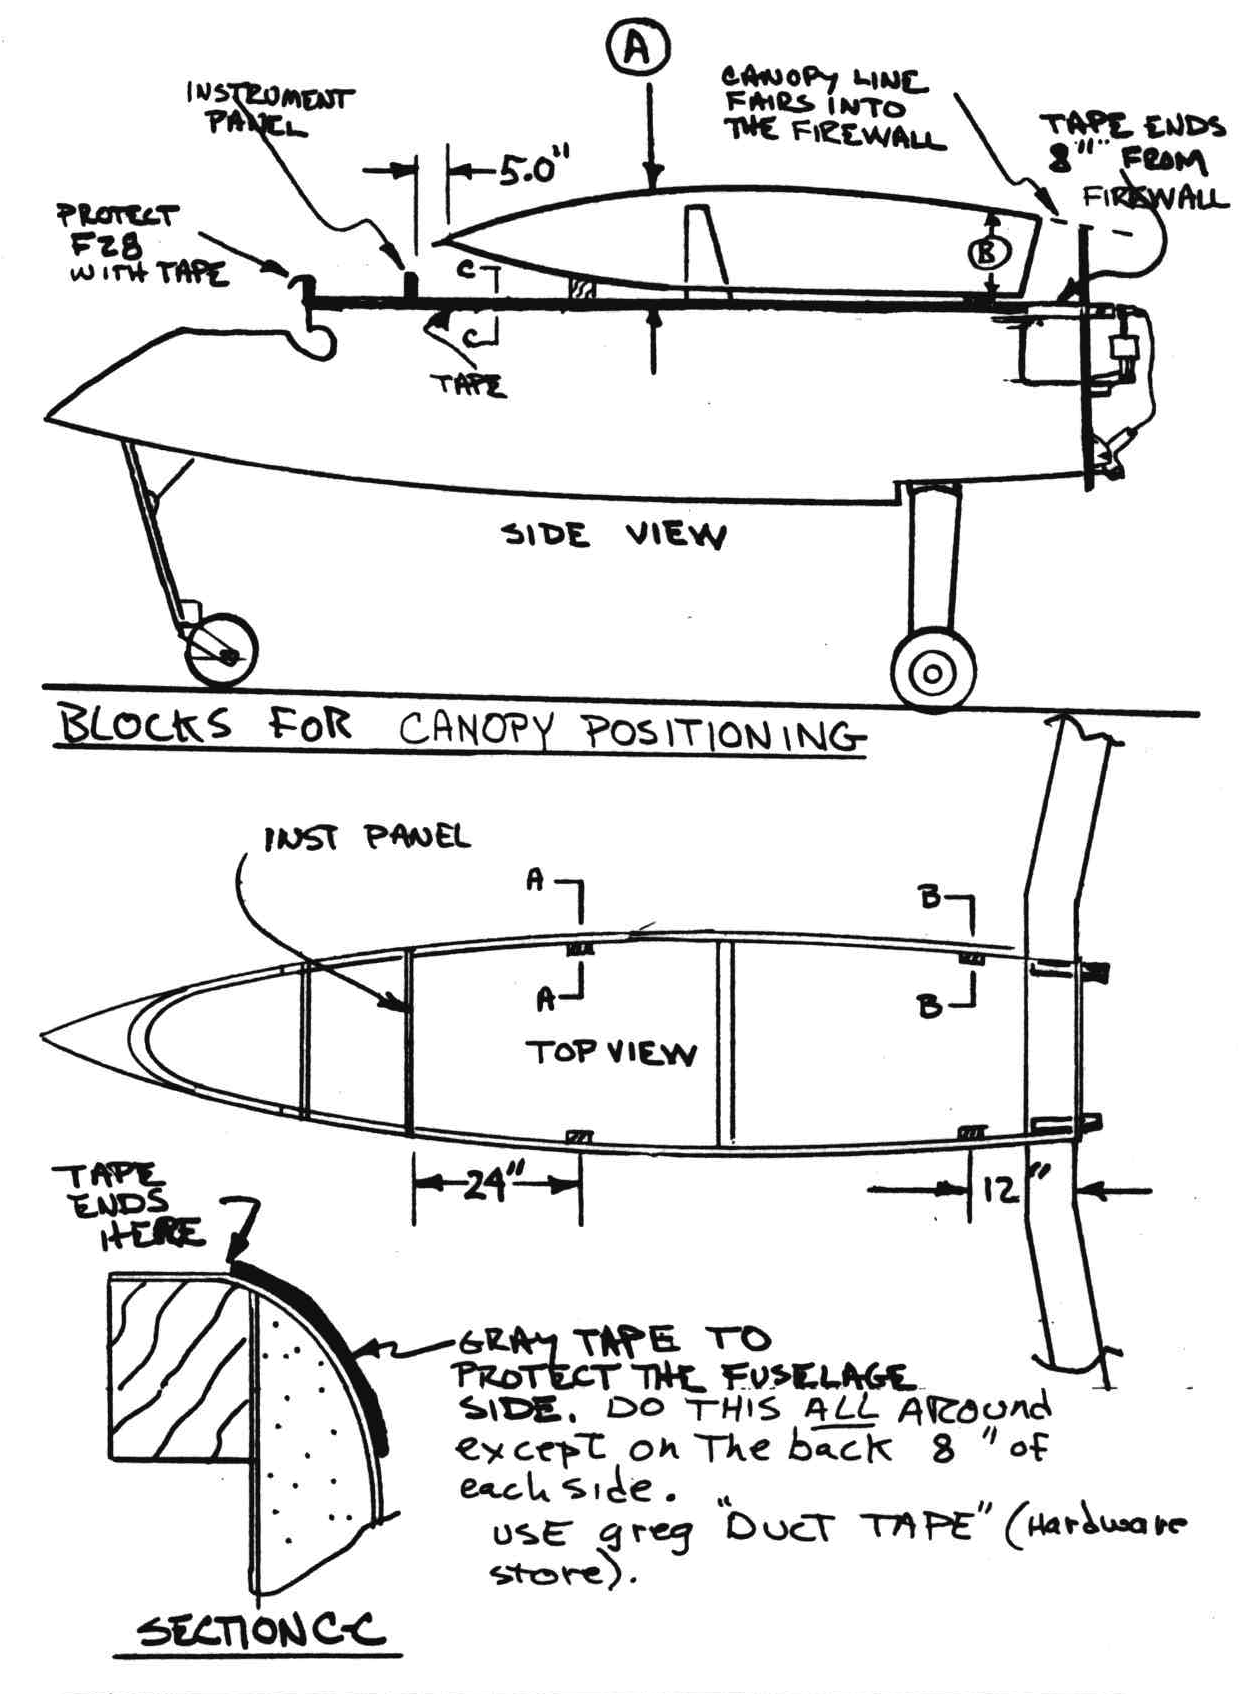 A
INSTRUMENT
PANEL
5.0"
CANOPY LINE
FAIRS INTO
THE FIREWALL
TAPE ENDS
8"" FROM
FIREWALL
PROTECT
F28
WITH TAPE
B
C
C
TAPE
SIDE VIEW
BLOCKS FOR CANOPY POSITIONING
INST PANEL
A
B
A
B
TOP VIEW
24"
12"
TAPE
ENDS
HERE
GRAY TAPE TO
PROTECT THE FUSELAGE
SIDE. DO THIS ALL AROUND
except on The back 8" of
each side.
USE greg "DUCT TAPE" (Hardware
store).
SECTION C-C